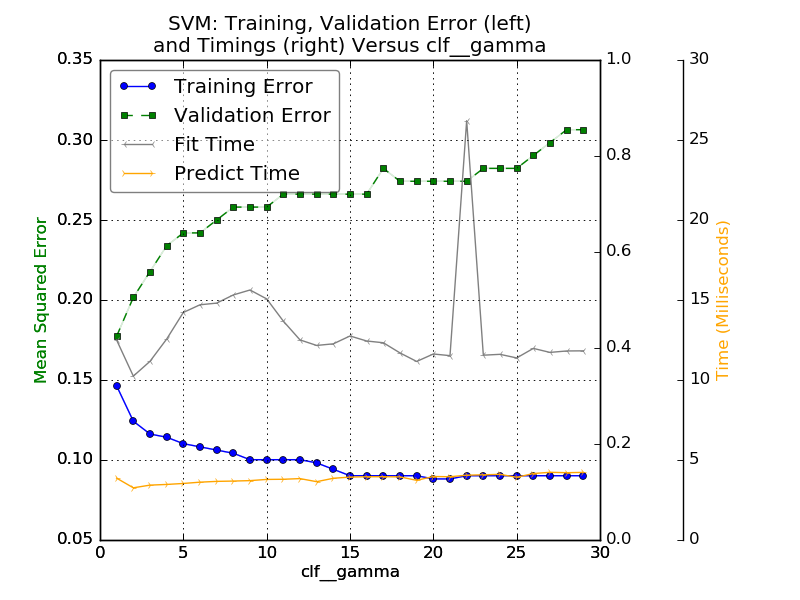 SVM: Training, Validation Error (left)
and Timings (right) Versus clf__gamma
Training Error
Validation Error
Fit Time
Predict Time
Mean Squared Error
0.35
0.30
0.25
0.20
0.15
0.10
0.05
0 5 10 15 20 25 30
clf__gamma
1.0
0.8
0.6
0.4
0.2
0.0
30
25
20
15
10
5
0
Time (Milliseconds)